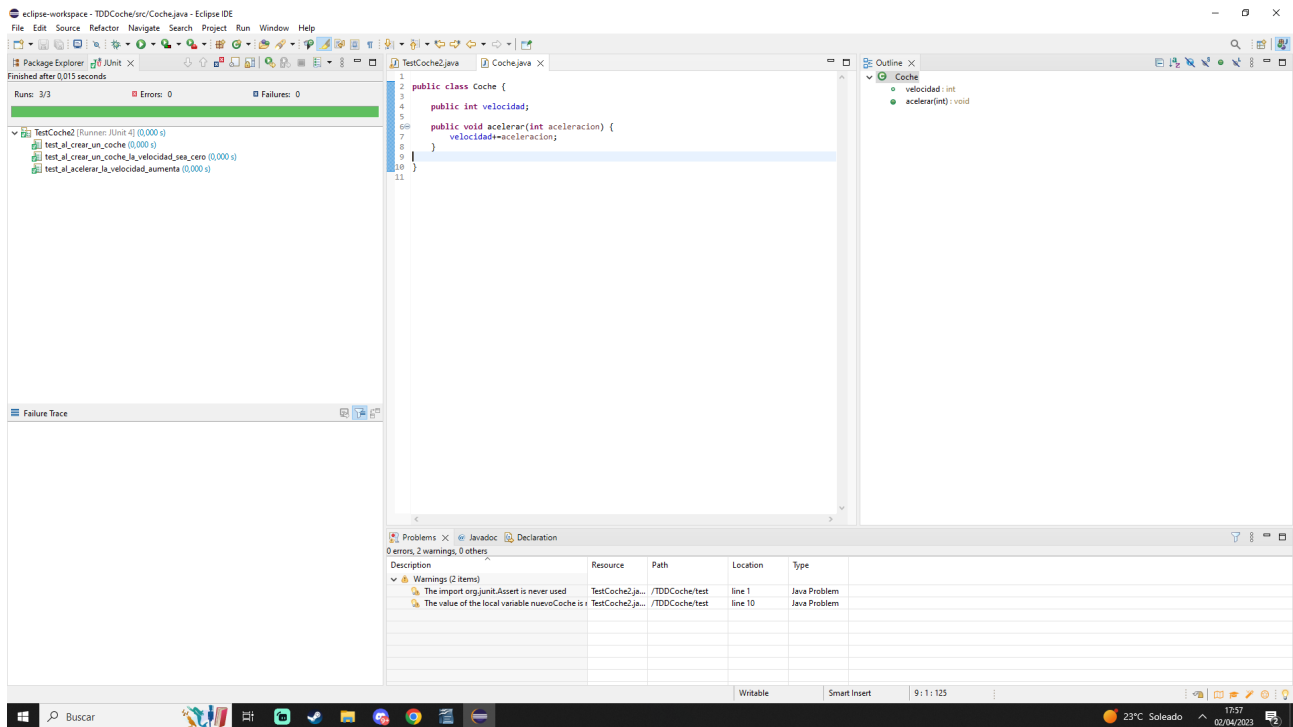 eclipse-workspace - TDDCoche/src/Coche.java - Eclipse IDE
File Edit Source Refactor Navigate Search Project Run Window Help
Package Explorer JUnit
Finished after 0,015 seconds
Runs: 3/3 Errors: 0 Failures: 0
TestCoche2 [Runner: JUnit 4] (0,000 s)
test_al_crear_un_coche (0,000 s)
test_al_crear_un_coche_la_velocidad_sea_cero (0,000 s)
test_al_acelerar_la_velocidad_aumenta (0,000 s)
Failure Trace
TestCoche2.java Coche.java
1
2 public class Coche {
3
4 public int velocidad;
5
6 public void acelerar(int aceleracion) {
7 velocidad+=aceleracion;
8 }
9
10 }
11
Outline
Coche
velocidad : int
acelerar(int) : void
Problems Javadoc Declaration
0 errors, 2 warnings, 0 others
Description Resource Path Location Type
Warnings (2 items)
The import org.junit.Assert is never used TestCoche2.ja... /TDDCoche/test line 1 Java Problem
The value of the local variable nuevoCoche is TestCoche2.ja... /TDDCoche/test line 10 Java Problem
Writable Smart Insert 9 : 1 : 125
Buscar 23°C Soleado 17:57
02/04/2023 2